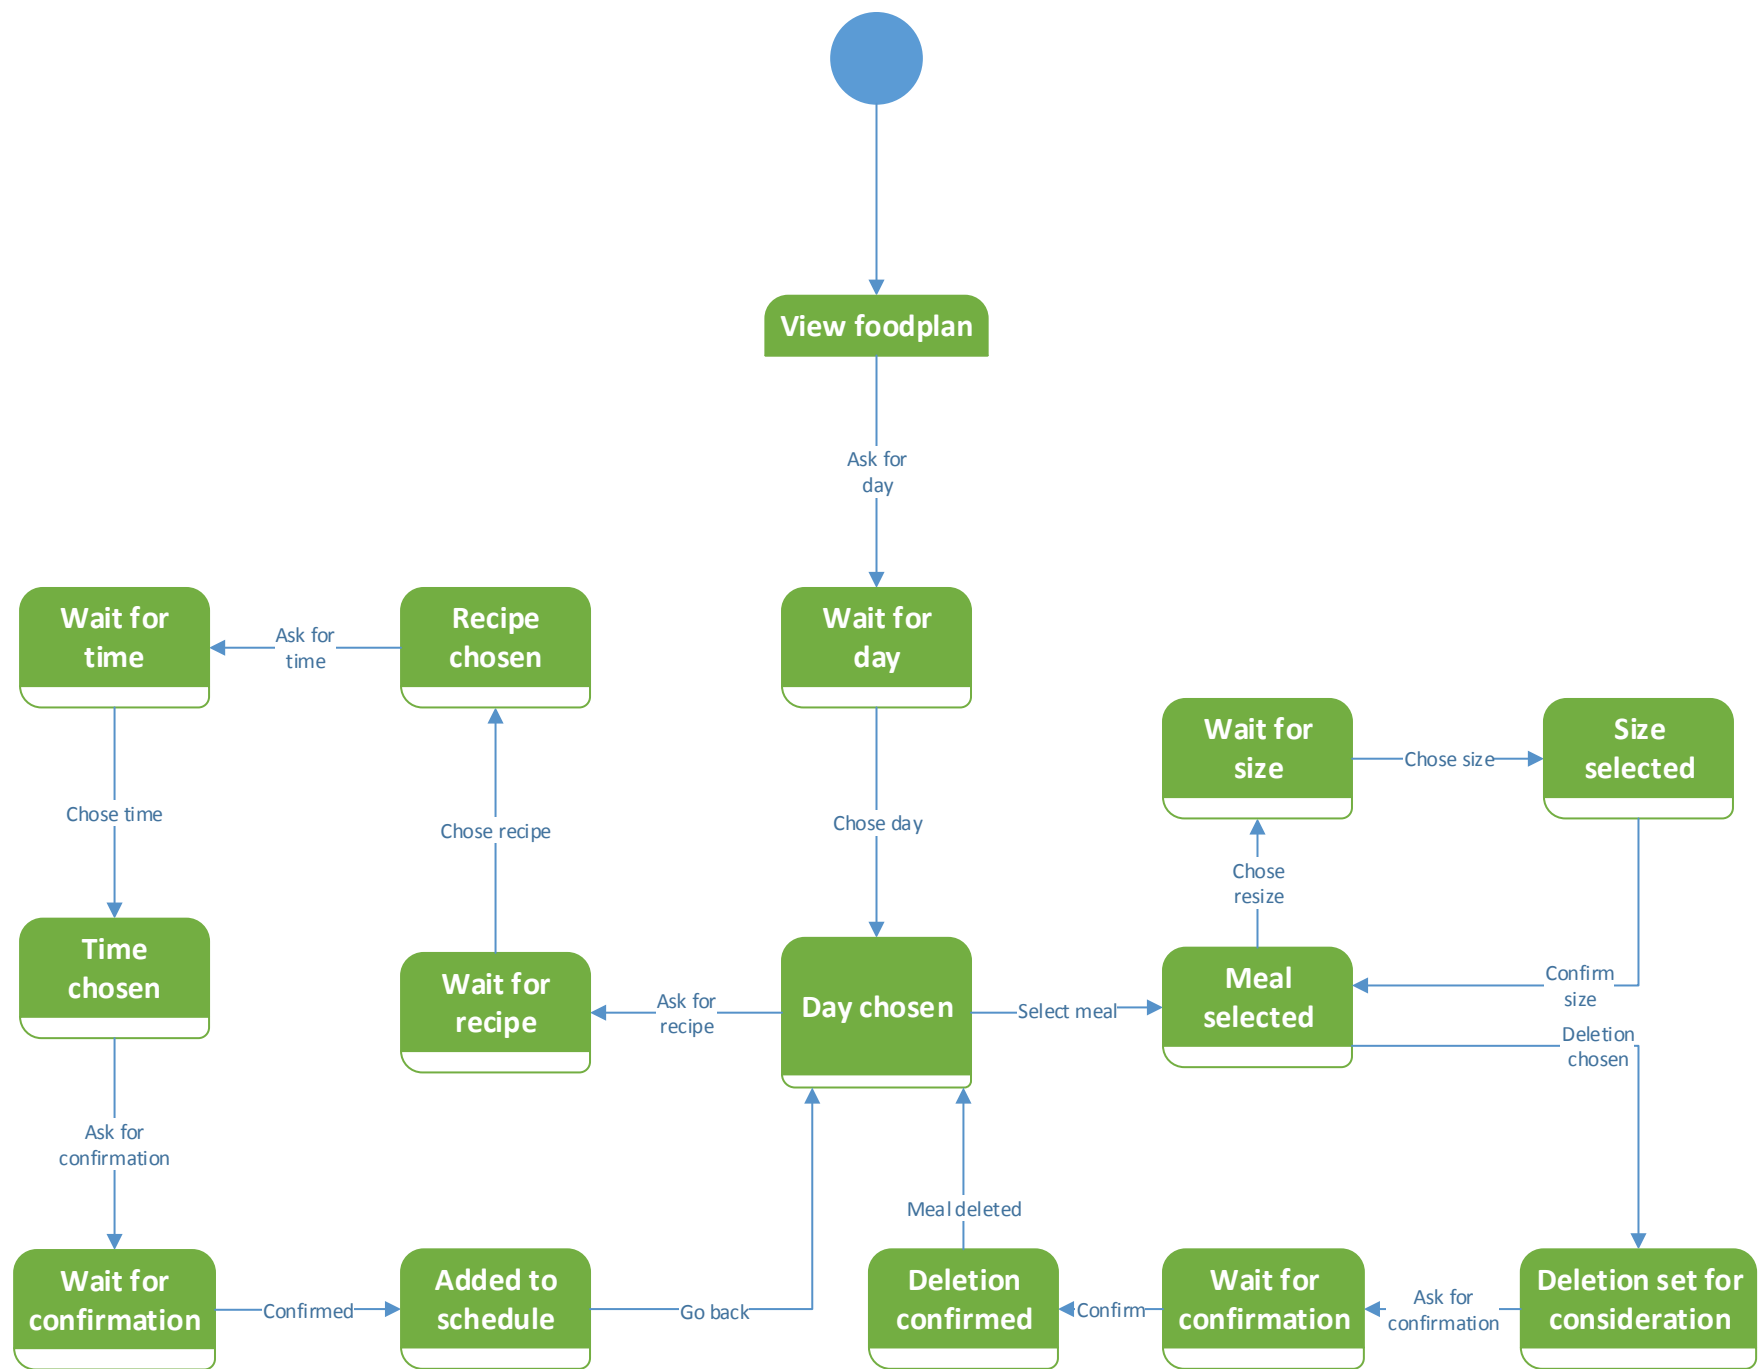 View foodplan
Ask for
day
Wait for
time
Ask for
time
Recipe
chosen
Wait for
day
Wait for
size
Chose size
Size
selected
Chose time
Chose recipe
Chose day
Chose
resize
Time
chosen
Wait for
recipe
Ask for
recipe
Day chosen
Select meal
Meal
selected
Confirm
size
Deletion
chosen
Ask for
confirmation
Meal deleted
Wait for
confirmation
Confirmed
Added to
schedule
Go back
Deletion
confirmed
Confirm
Wait for
confirmation
Ask for
confirmation
Deletion set for
consideration